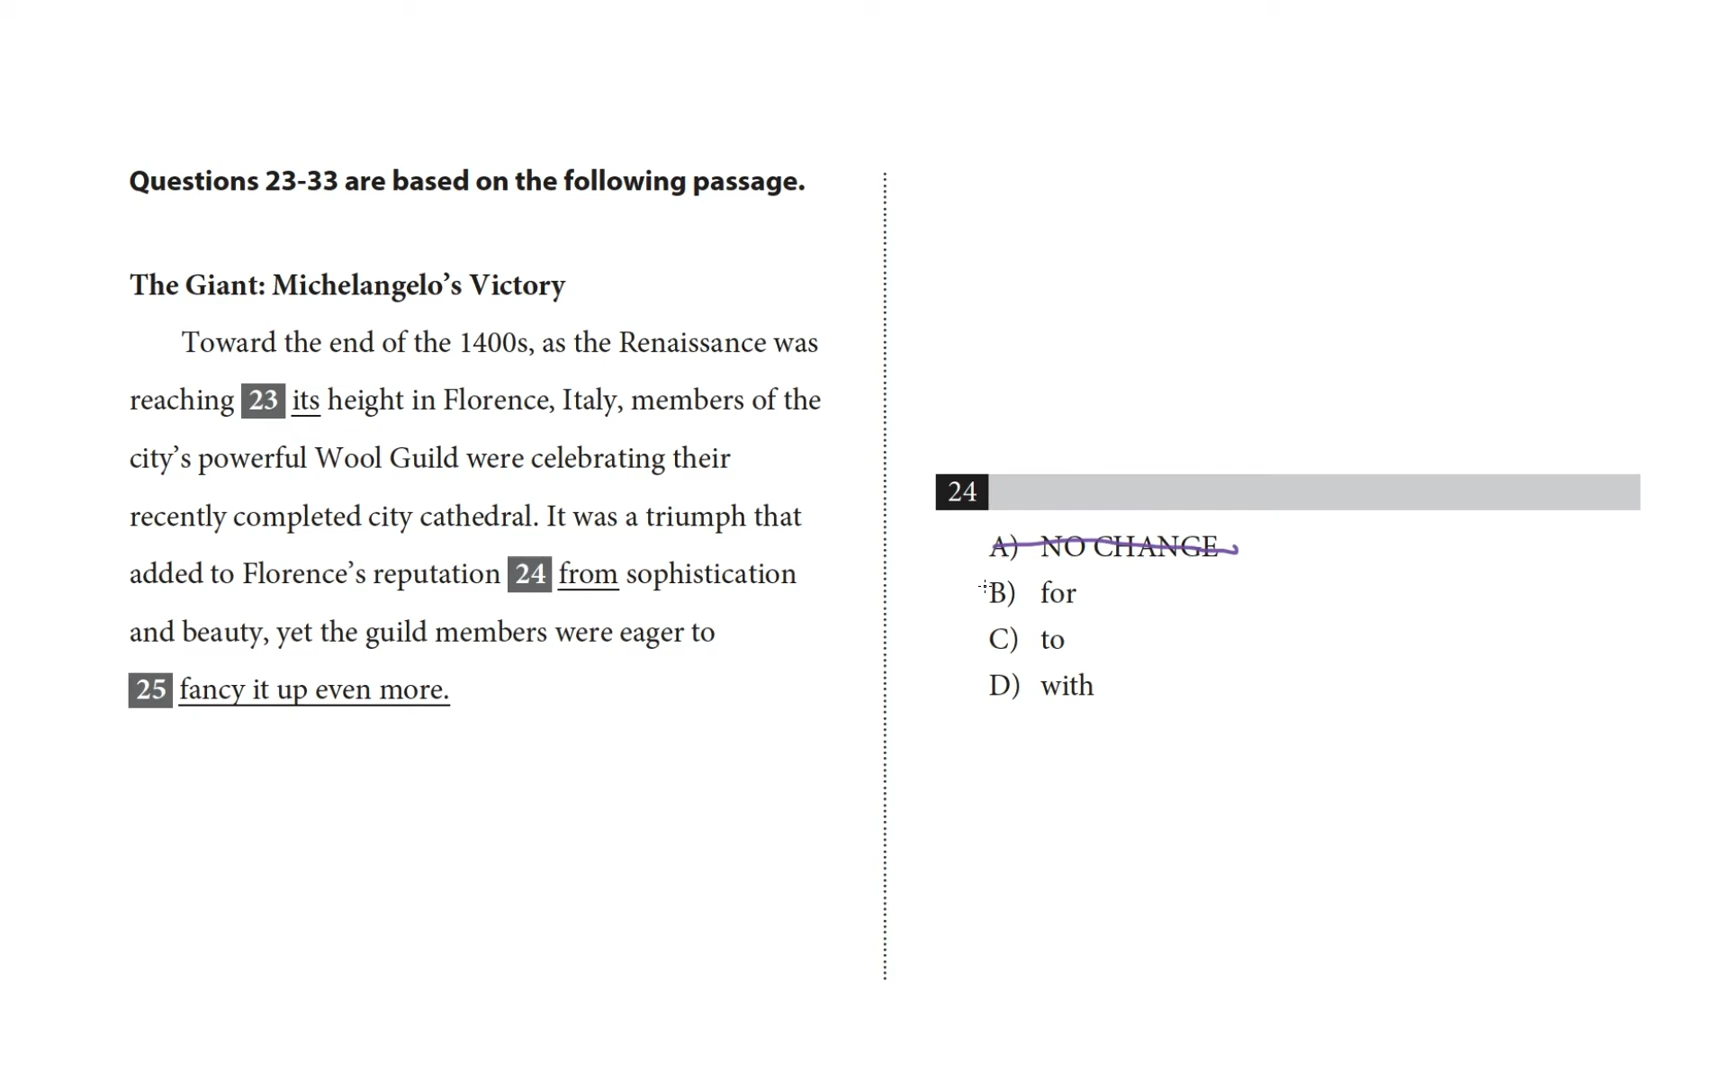 Questions 23-33 are based on the following passage.
The Giant: Michelangelo’s Victory
Toward the end of the 1400s, as the Renaissance was
reaching 23 its height in Florence, Italy, members of the
city’s powerful Wool Guild were celebrating their
recently completed city cathedral. It was a triumph that
added to Florence’s reputation 24 from sophistication
and beauty, yet the guild members were eager to
25 fancy it up even more.
24
A) NO CHANGE
B) for
C) to
D) with